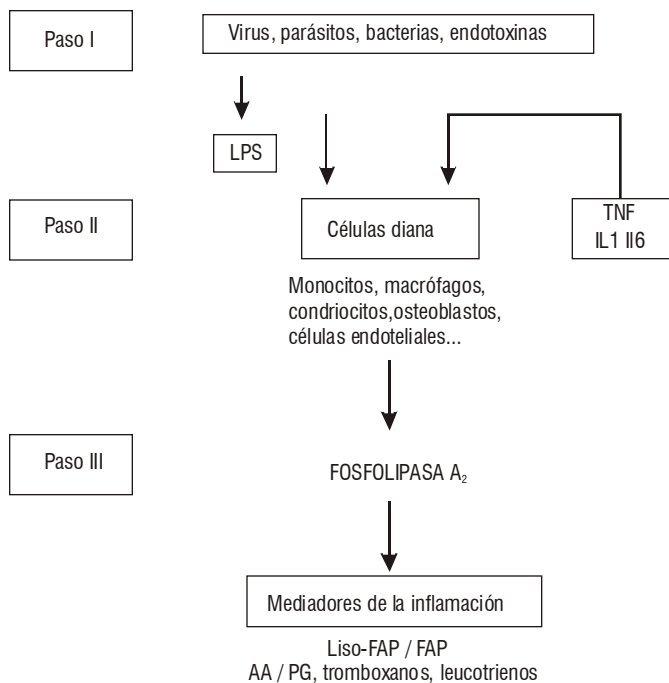 Paso I
Virus, parásitos, bacterias, endotoxinas
LPS
Paso II
Células diana
TNF
IL1 Il6
Monocitos, macrófagos,
condriocitos,osteoblastos,
células endoteliales...
Paso III
FOSFOLIPASA A₂
Mediadores de la inflamación
Liso-FAP / FAP
AA / PG, tromboxanos, leucotrienos